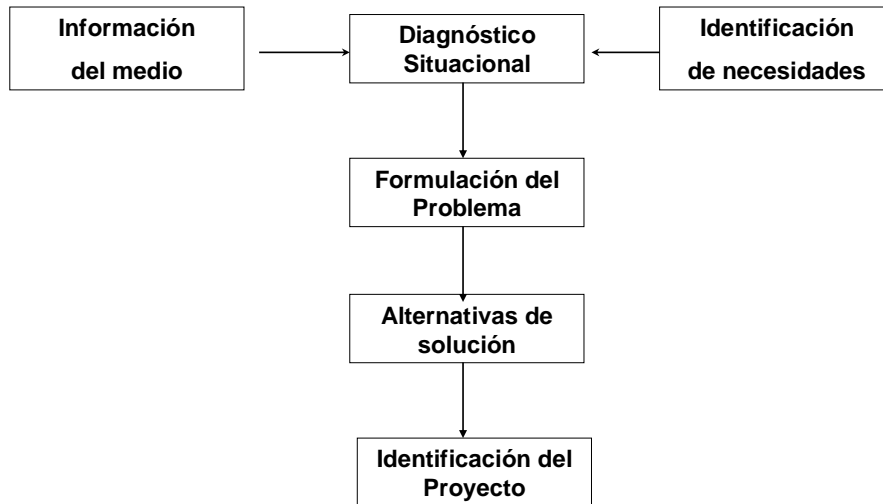 Información
del medio
Diagnóstico
Situacional
Identificación
de necesidades
Formulación del
Problema
Alternativas de
solución
Identificación del
Proyecto